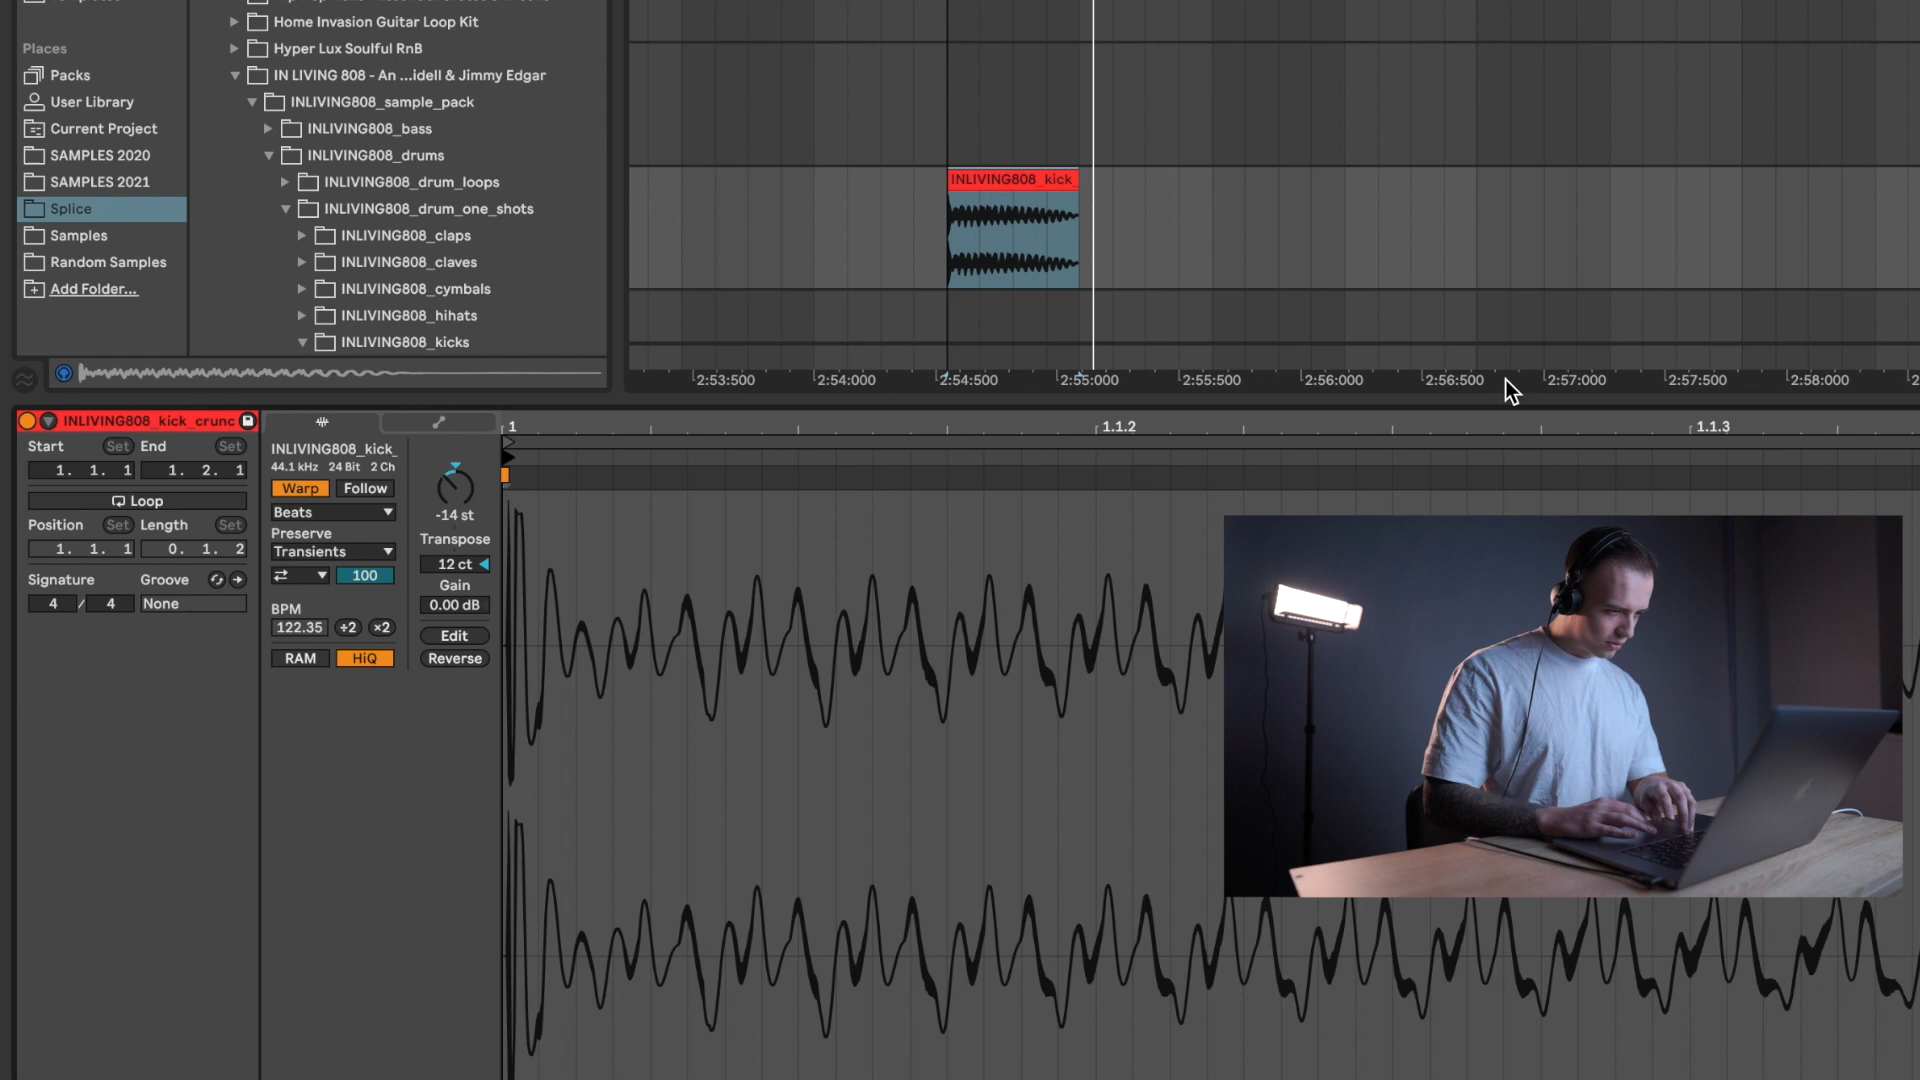 Home Invasion Guitar Loop Kit
Hyper Lux Soulful RnB
IN LIVING 808 - An ...idell & Jimmy Edgar
INLIVING808_sample_pack
INLIVING808_bass
INLIVING808_drums
INLIVING808_drum_loops
INLIVING808_drum_one_shots
INLIVING808_claps
INLIVING808_claves
INLIVING808_cymbals
INLIVING808_hihats
INLIVING808_kicks
Places
Packs
User Library
Current Project
SAMPLES 2020
SAMPLES 2021
Splice
Samples
Random Samples
Add Folder...
INLIVING808_kick_
2:53:500 2:54:000 2:54:500 2:55:000 2:55:500 2:56:000 2:56:500 2:57:000 2:57:500 2:58:000
INLIVING808_kick_crunc
Start Set End Set
1. 1. 1 1. 2. 1
Loop
Position Set Length Set
1. 1. 1 0. 1. 2
Signature Groove
4 / 4 None
INLIVING808_kick_
44.1 kHz 24 Bit 2 Ch
Warp Follow
Beats
Preserve
Transients
100
BPM
122.35 ÷2 ×2
RAM HiQ
-14 st
Transpose
12 ct
Gain
0.00 dB
Edit
Reverse
1 1.1.2 1.1.3